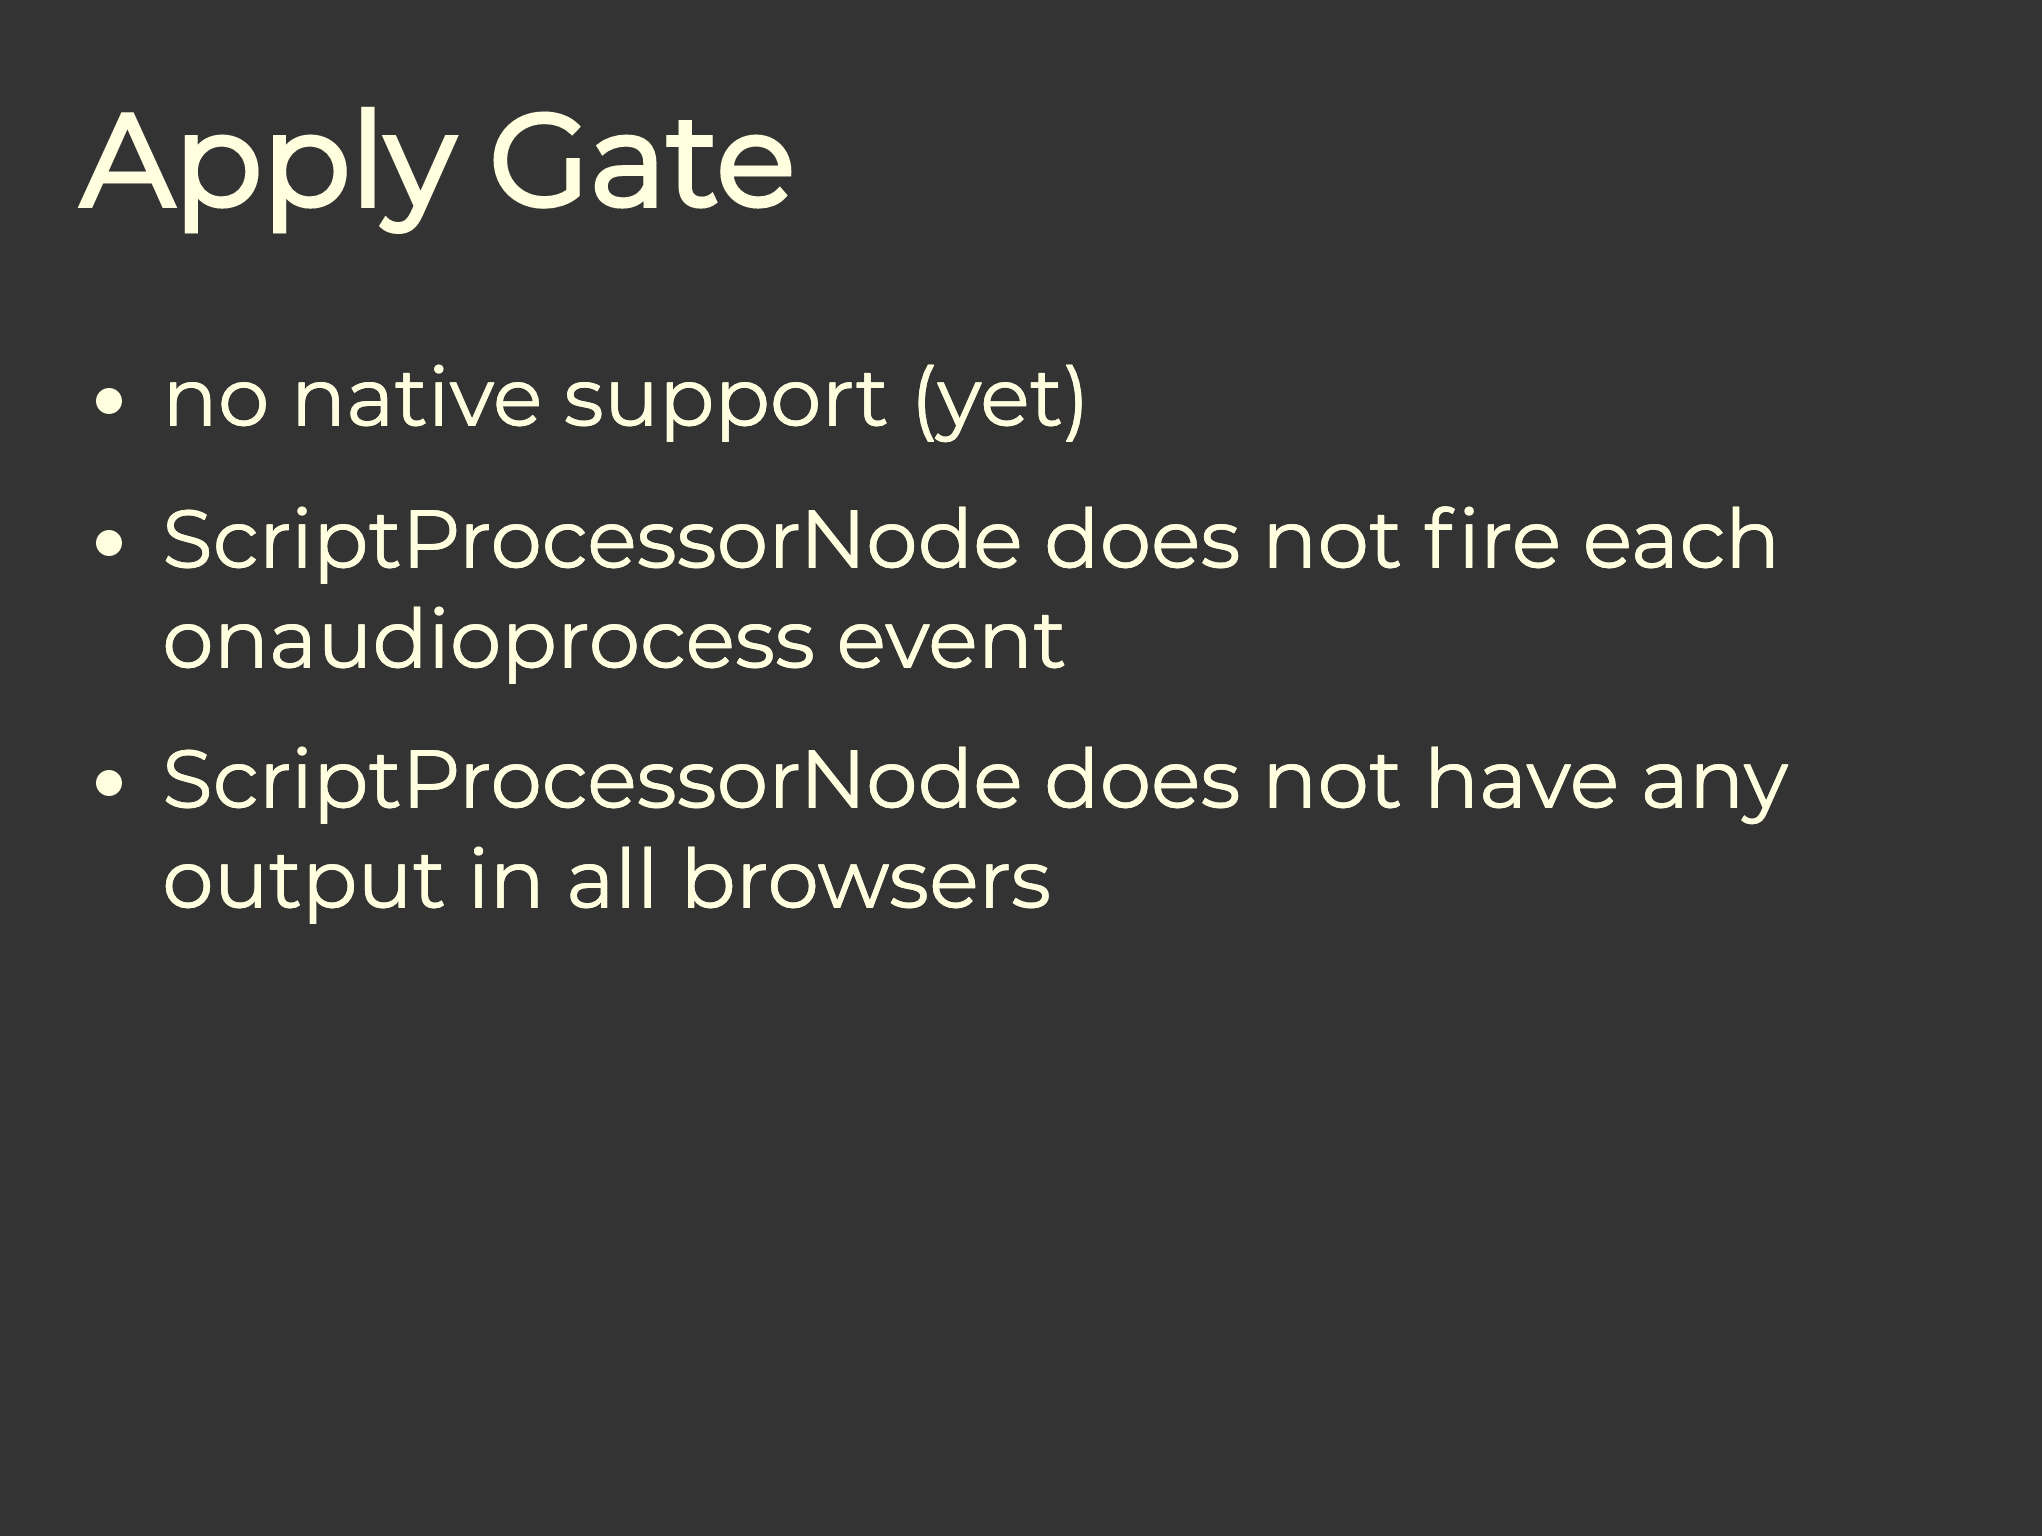 Apply Gate
• no native support (yet)
• ScriptProcessorNode does not fire each
onaudioprocess event
• ScriptProcessorNode does not have any
output in all browsers